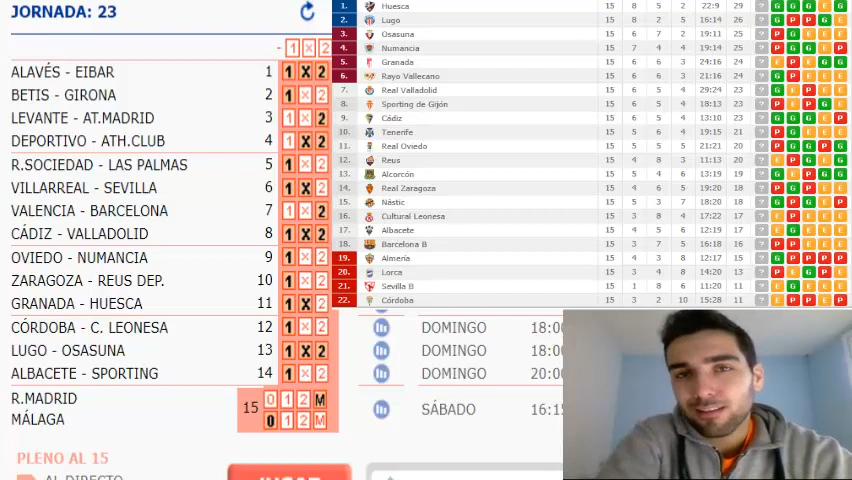 JORNADA: 23
- 1 X 2
ALAVÉS - EIBAR 1 1 X 2
BETIS - GIRONA 2 1 X 2
LEVANTE - AT.MADRID 3 1 X 2
DEPORTIVO - ATH.CLUB 4 1 X 2
R.SOCIEDAD - LAS PALMAS 5 1 X 2
VILLARREAL - SEVILLA 6 1 X 2
VALENCIA - BARCELONA 7 1 X 2
CÁDIZ - VALLADOLID 8 1 X 2
OVIEDO - NUMANCIA 9 1 X 2
ZARAGOZA - REUS DEP. 10 1 X 2
GRANADA - HUESCA 11 1 X 2
CÓRDOBA - C. LEONESA 12 1 X 2
LUGO - OSASUNA 13 1 X 2
ALBACETE - SPORTING 14 1 X 2
R.MADRID 0 1 2 M
15
MÁLAGA 0 1 2 M
PLENO AL 15
AL DIRECTO
JUGAR
1. Huesca 15 8 5 2 22:9 29 ? G G G E G
2. Lugo 15 8 2 5 16:14 26 ? G P P G E
3. Osasuna 15 6 7 2 19:11 25 ? P G E E E
4. Numancia 15 7 4 4 19:14 25 ? G G G E P
5. Granada 15 6 6 3 24:16 24 ? E P E G G
6. Rayo Vallecano 15 6 6 3 21:16 24 ? P G E E E
7. Real Valladolid 15 6 5 4 29:24 23 ? G E P E E
8. Sporting de Gijón 15 6 5 4 18:13 23 ? P E P G E
9. Cádiz 15 6 5 4 13:10 23 ? G G G E P
10. Tenerife 15 5 6 4 19:15 21 ? P G E E E
11. Real Oviedo 15 5 5 5 21:21 20 ? P G G P G
12. Reus 15 4 8 3 11:13 20 ? E E G E E
13. Alcorcón 15 5 4 6 13:19 19 ? G E P G G
14. Real Zaragoza 15 4 6 5 19:20 18 ? P G P E E
15. Nástic 15 5 3 7 18:20 18 ? G P G E P
16. Cultural Leonesa 15 3 8 4 17:22 17 ? E P E E E
17. Albacete 15 4 5 6 12:19 17 ? G E E E E
18. Barcelona B 15 3 7 5 16:18 16 ? P E E E P
19. Almería 15 4 3 8 12:17 15 ? G G P P P
20. Lorca 15 3 4 8 14:20 13 ? P E G P E
21. Sevilla B 15 1 8 6 11:20 11 ? E G E E E
22. Córdoba 15 3 2 10 15:28 11 ? E P P E P
DOMINGO 18:00
DOMINGO 18:00
DOMINGO 20:00
SÁBADO 16:15